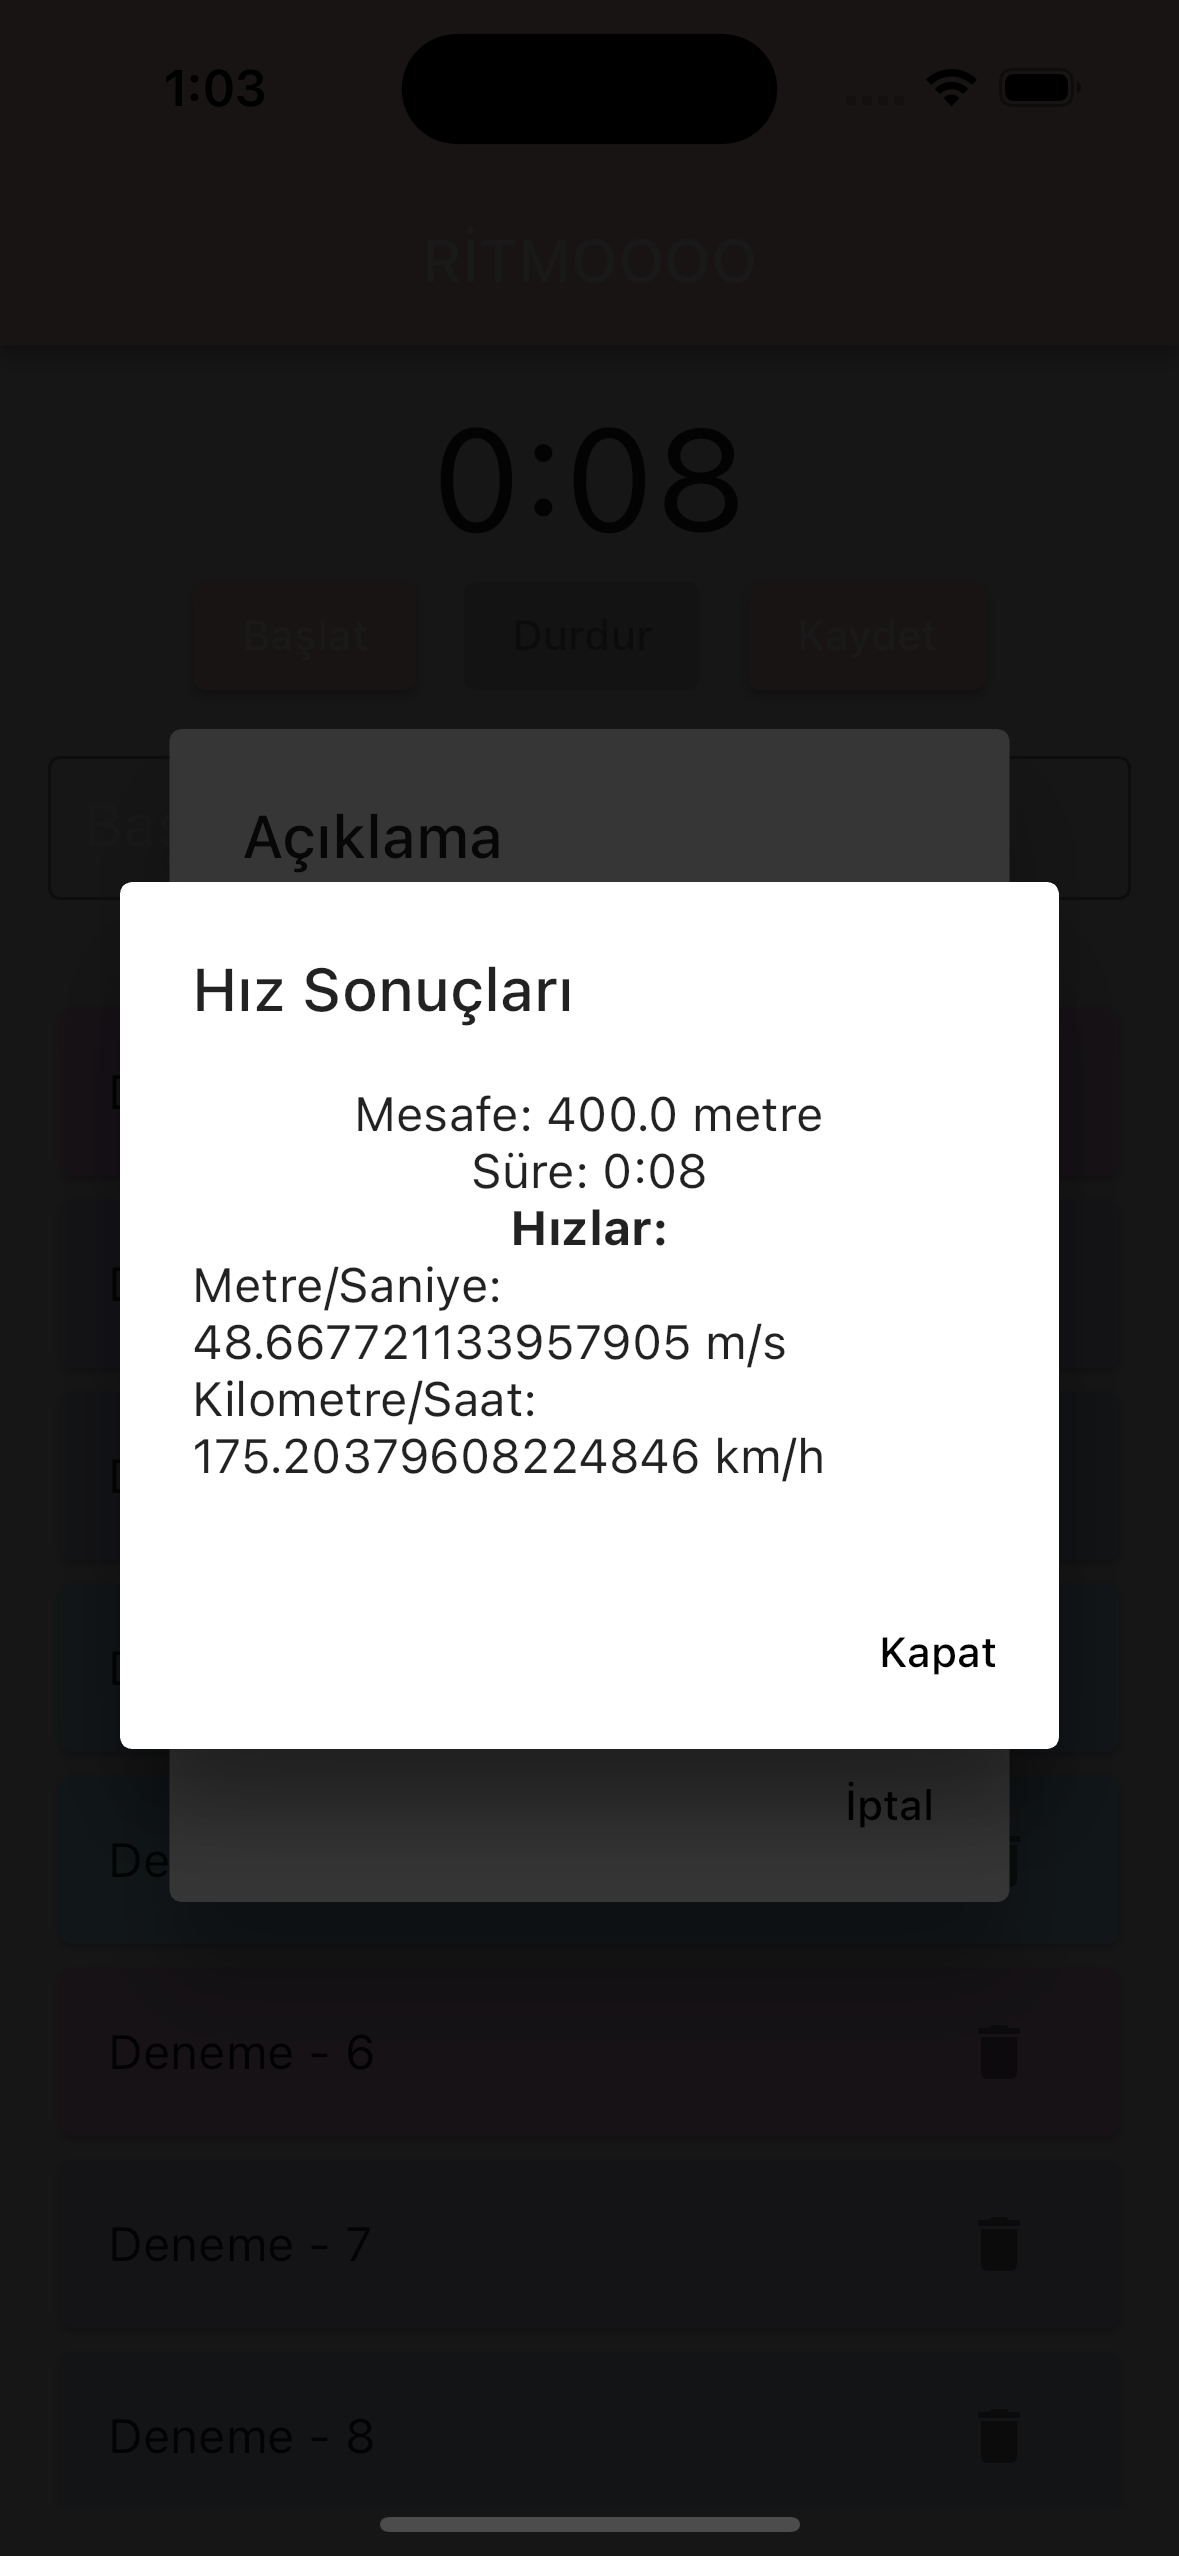 1:03
RİTMOOOO
0:08
Başlat Durdur Kaydet
Bas
Açıklama
Hız Sonuçları
Mesafe: 400.0 metre
Süre: 0:08
Hızlar:
Metre/Saniye:
48.667721133957905 m/s
Kilometre/Saat:
175.20379608224846 km/h
Kapat
İptal
De
Deneme - 6
Deneme - 7
Deneme - 8